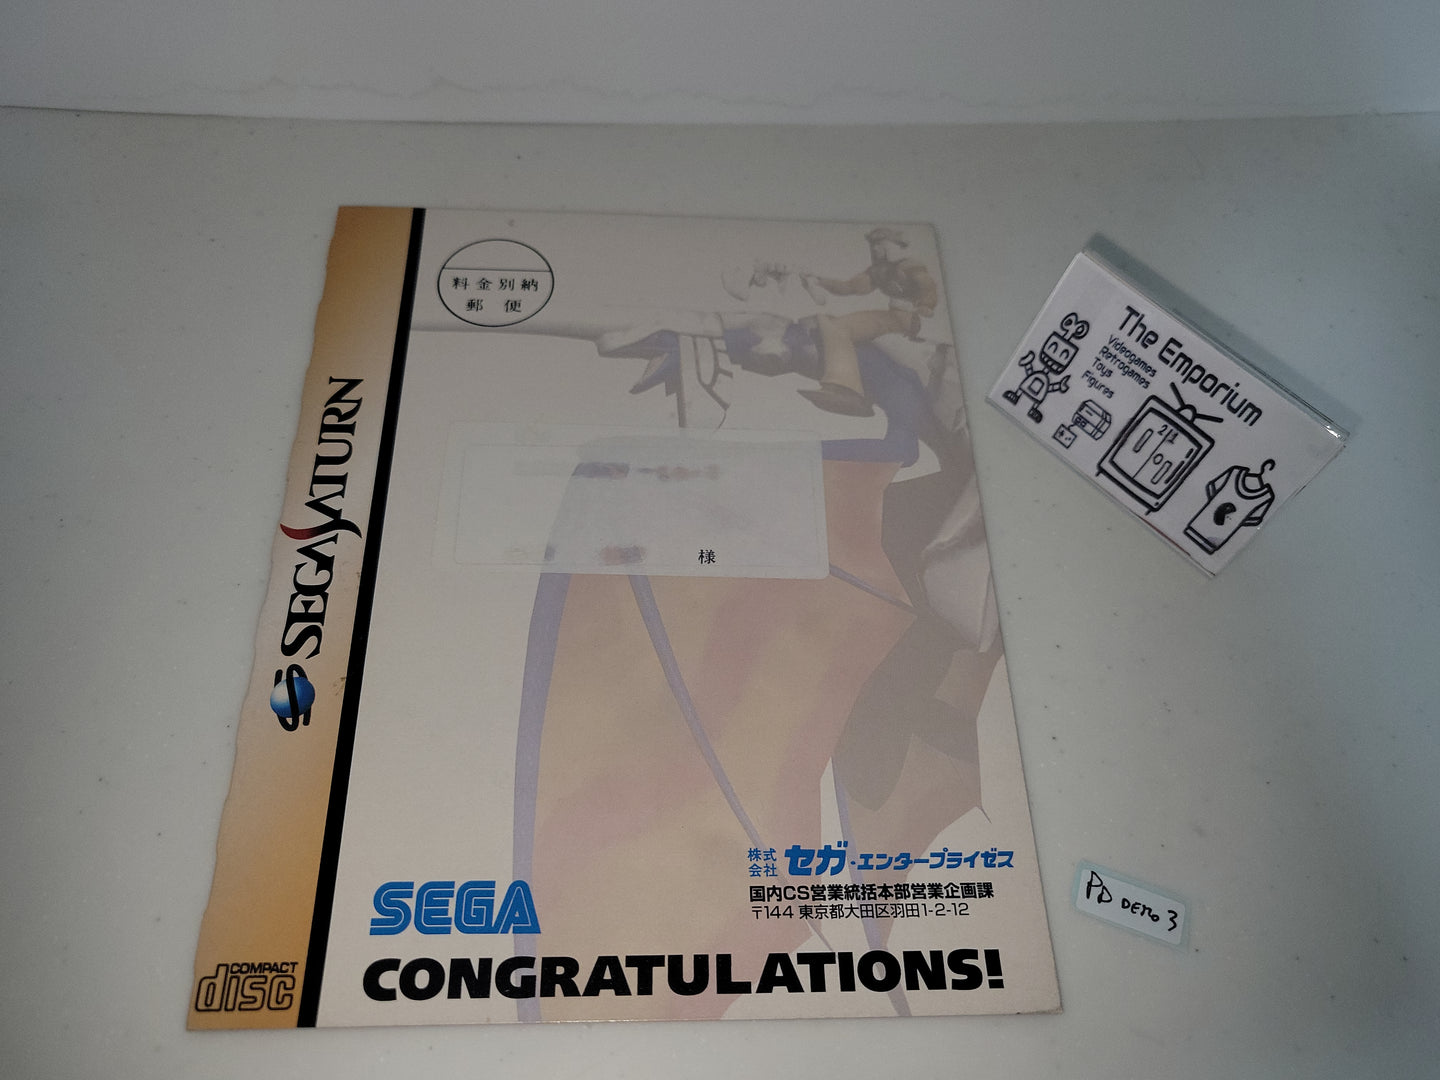 料金別納
郵便
SEGA SATURN
様
株式会社 セガ・エンタープライゼス
国内CS営業統括本部営業企画課
〒144 東京都大田区羽田1-2-12
SEGA
CONGRATULATIONS!
COMPACT
disc
The Emporium
Videogames
Retrogames
Toys
Figures
PD DEMO 3